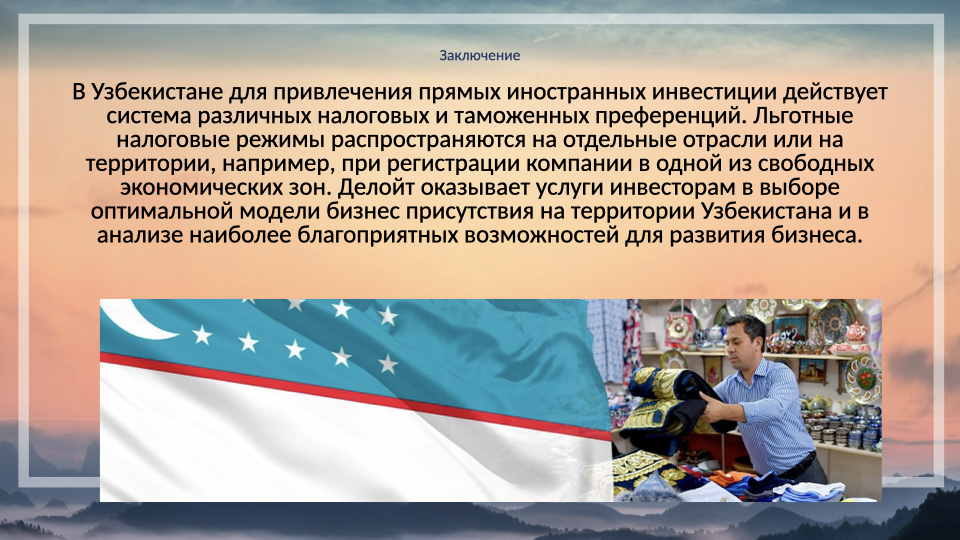 Заключение
В Узбекистане для привлечения прямых иностранных инвестиции действует
система различных налоговых и таможенных преференций. Льготные
налоговые режимы распространяются на отдельные отрасли или на
территории, например, при регистрации компании в одной из свободных
экономических зон. Делойт оказывает услуги инвесторам в выборе
оптимальной модели бизнес присутствия на территории Узбекистана и в
анализе наиболее благоприятных возможностей для развития бизнеса.